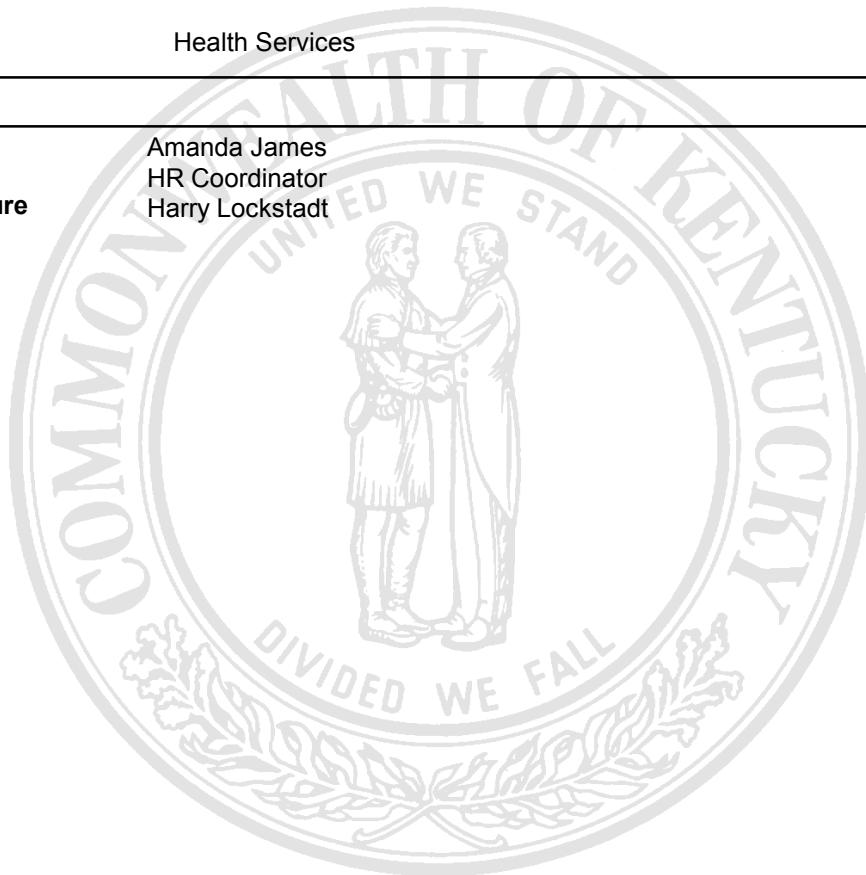 Health Services
Amanda James
HR Coordinator
ure Harry Lockstadt
COMMONWEALTH OF KENTUCKY
UNITED WE STAND
DIVIDED WE FALL